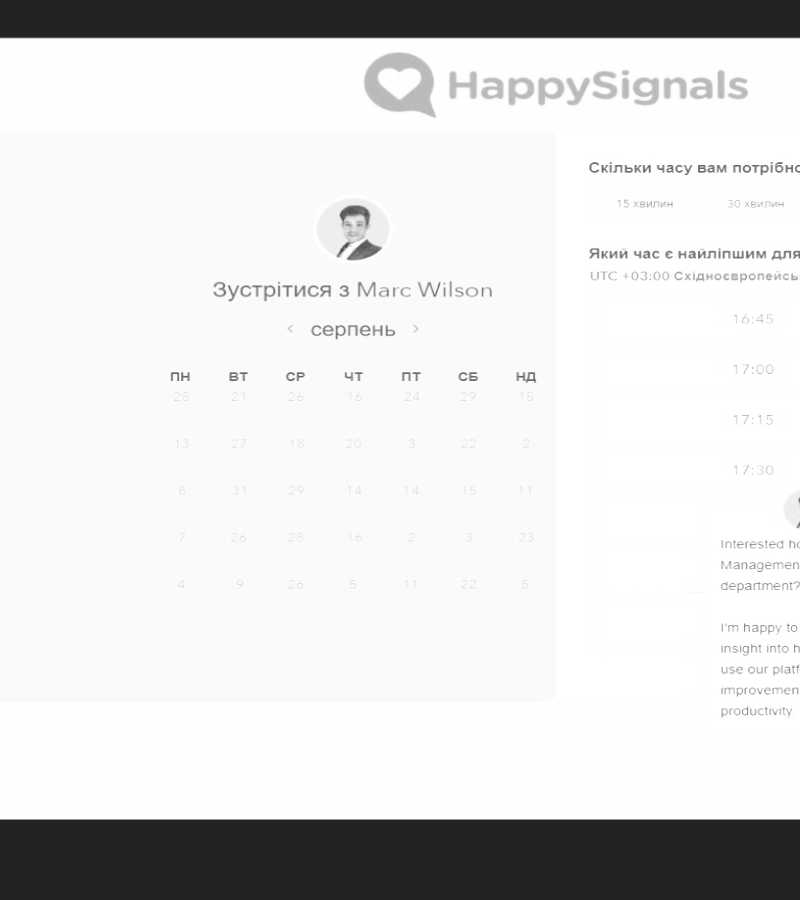 HappySignals
Зустрітися з Marc Wilson
серпень
ПН ВТ СР ЧТ ПТ СБ НД
28 21 26 16 24 29 15
13 27 18 20 3 22 2
8 31 29 14 14 15 11
7 26 28 16 2 3 23
4 9 26 5 11 22 5
Скільки часу вам потрібно
15 хвилин 30 хвилин
Який час є найліпшим для
UTC +03:00 Східноєвропейсь
16:45
17:00
17:15
17:30
Interested ho
Managemen
department?
I'm happy to
insight into h
use our platf
improvemen
productivity.